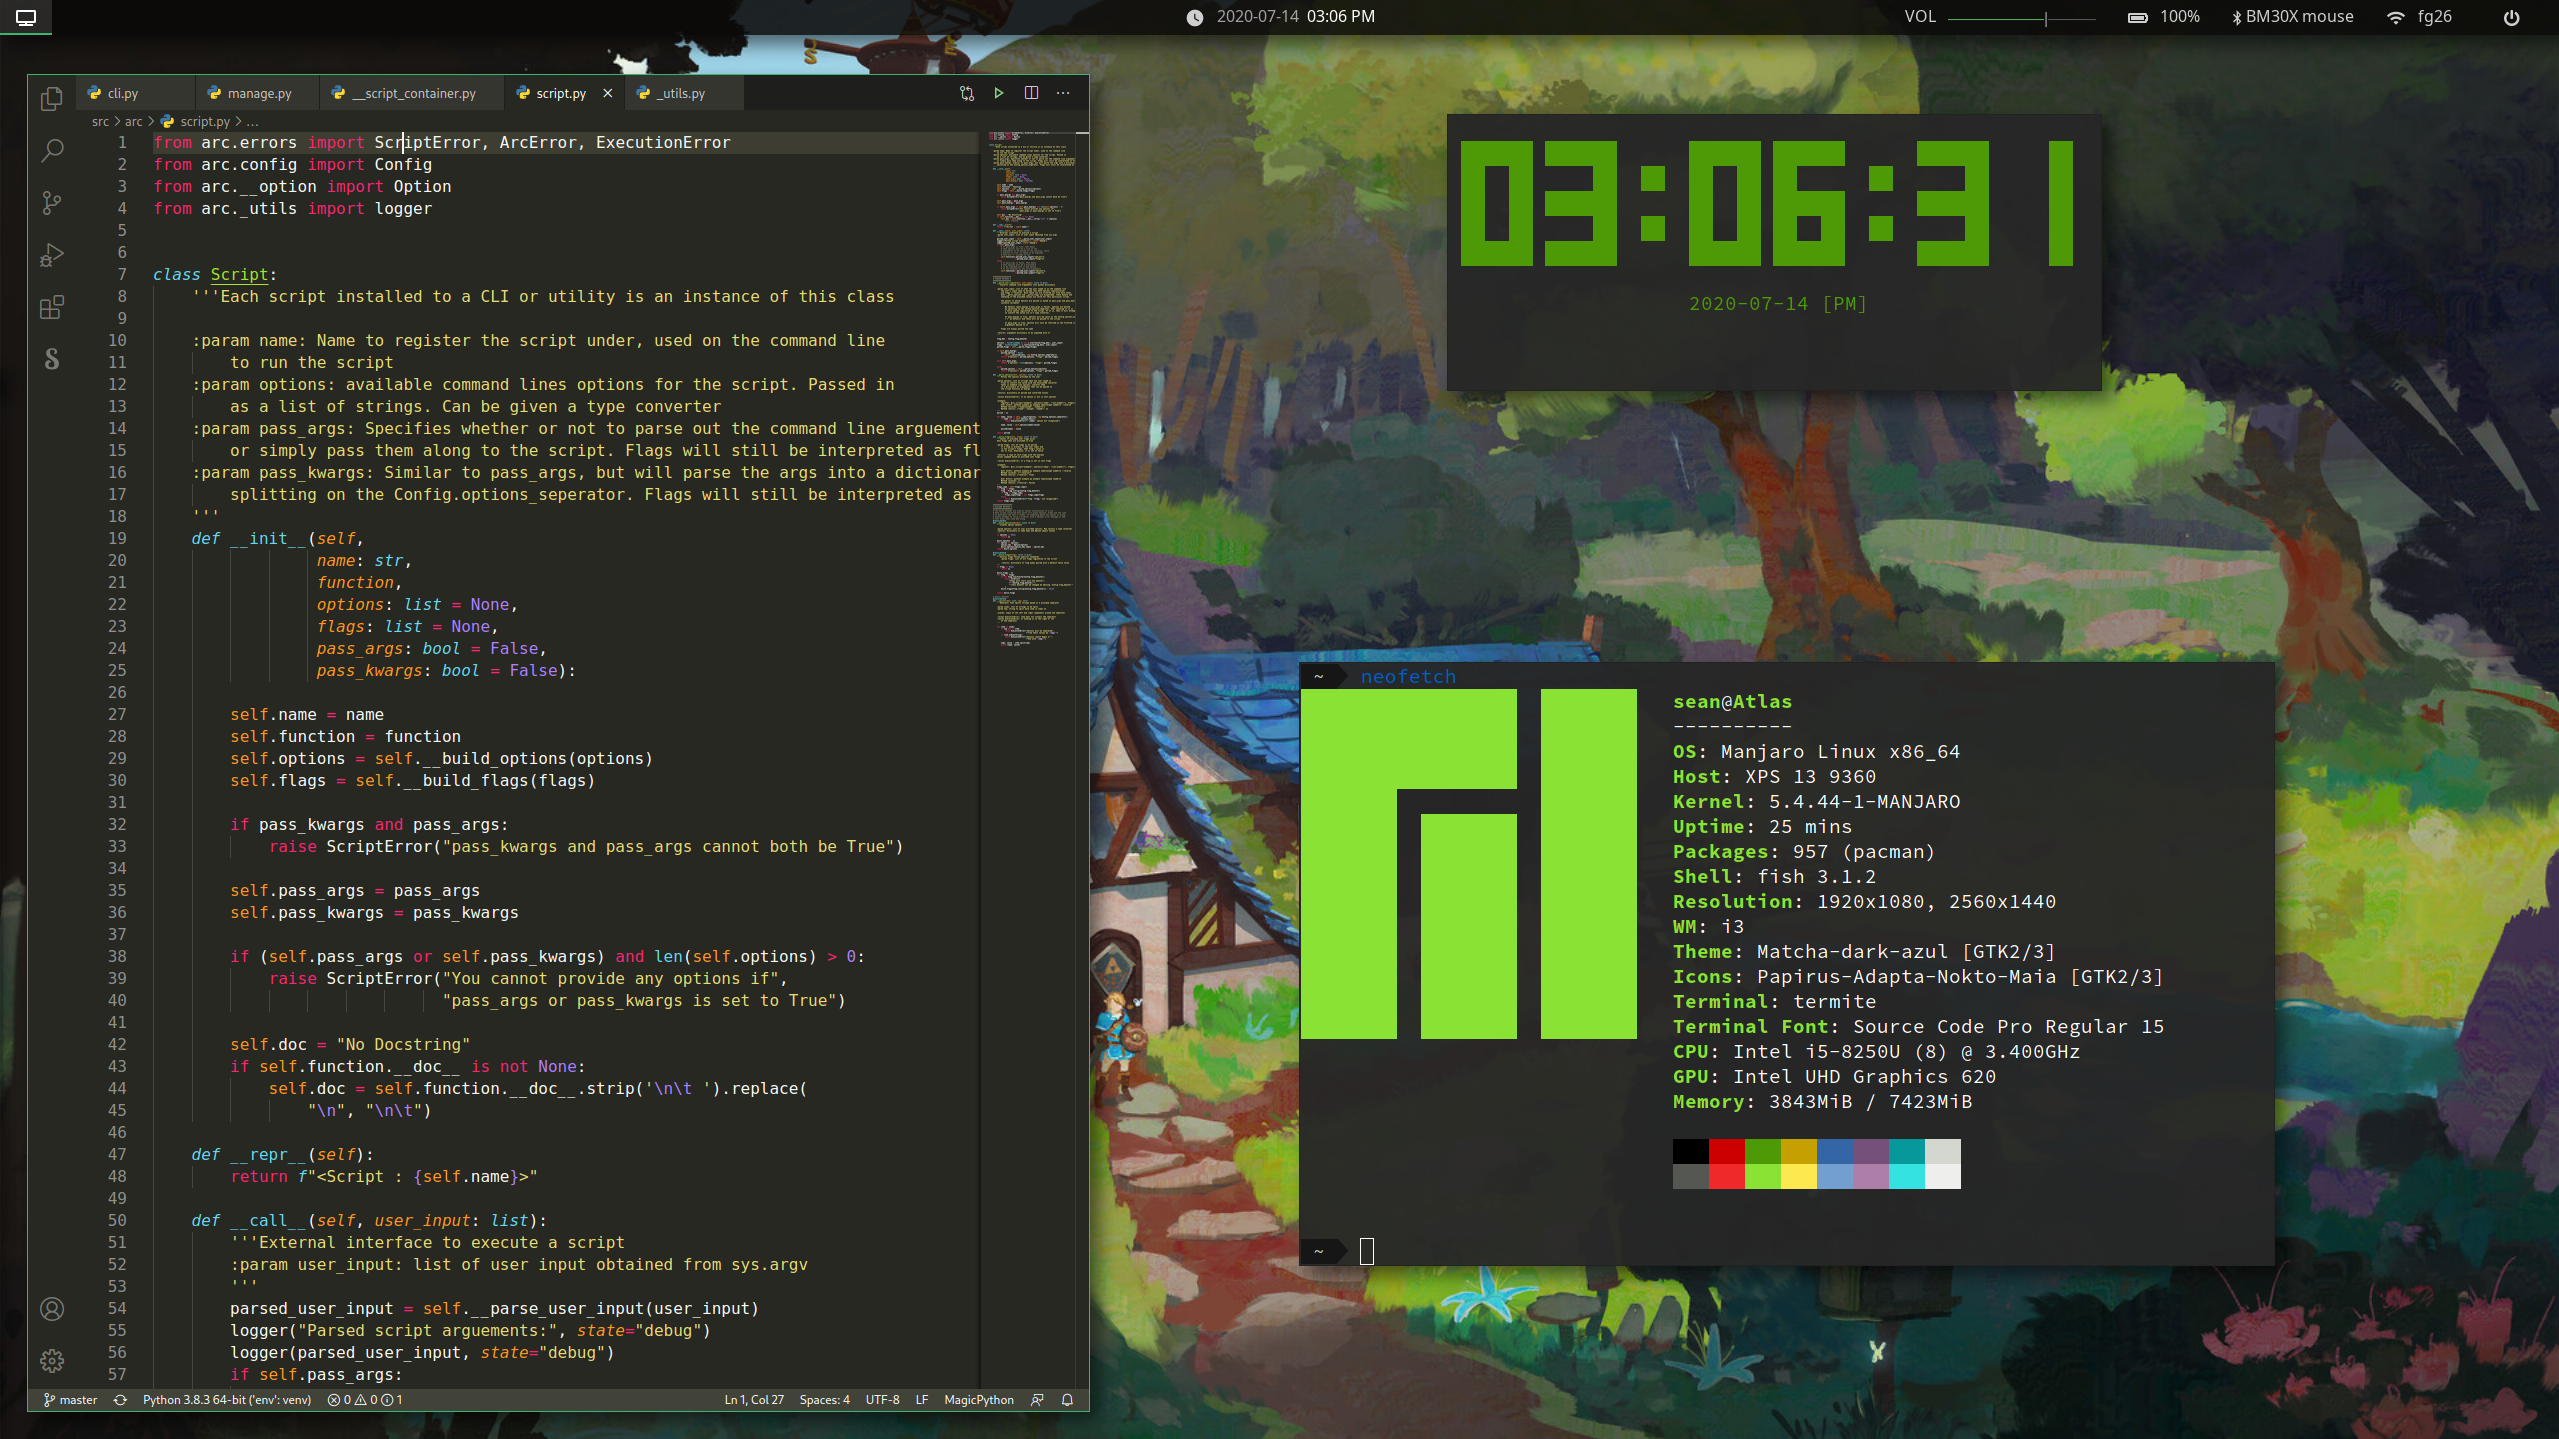 2020-07-14 03:06 PM
VOL 100% BM30X mouse fg26
cli.py manage.py __script_container.py script.py _utils.py
src > arc > script.py > ...
1 from arc.errors import ScriptError, ArcError, ExecutionError
2 from arc.config import Config
3 from arc.__option import Option
4 from arc._utils import logger
5
6
7 class Script:
8 '''Each script installed to a CLI or utility is an instance of this class
9
10 :param name: Name to register the script under, used on the command line
11 to run the script
12 :param options: available command lines options for the script. Passed in
13 as a list of strings. Can be given a type converter
14 :param pass_args: Specifies whether or not to parse out the command line arguement
15 or simply pass them along to the script. Flags will still be interpreted as fl
16 :param pass_kwargs: Similar to pass_args, but will parse the args into a dictionar
17 splitting on the Config.options_seperator. Flags will still be interpreted as
18 '''
19 def __init__(self,
20 name: str,
21 function,
22 options: list = None,
23 flags: list = None,
24 pass_args: bool = False,
25 pass_kwargs: bool = False):
26
27 self.name = name
28 self.function = function
29 self.options = self.__build_options(options)
30 self.flags = self.__build_flags(flags)
31
32 if pass_kwargs and pass_args:
33 raise ScriptError("pass_kwargs and pass_args cannot both be True")
34
35 self.pass_args = pass_args
36 self.pass_kwargs = pass_kwargs
37
38 if (self.pass_args or self.pass_kwargs) and len(self.options) > 0:
39 raise ScriptError("You cannot provide any options if",
40 "pass_args or pass_kwargs is set to True")
41
42 self.doc = "No Docstring"
43 if self.function.__doc__ is not None:
44 self.doc = self.function.__doc__.strip('\n\t ').replace(
45 "\n", "\n\t")
46
47 def __repr__(self):
48 return f"<Script : {self.name}>"
49
50 def __call__(self, user_input: list):
51 '''External interface to execute a script
52 :param user_input: list of user input obtained from sys.argv
53 '''
54 parsed_user_input = self.__parse_user_input(user_input)
55 logger("Parsed script arguements:", state="debug")
56 logger(parsed_user_input, state="debug")
57 if self.pass_args:
master Python 3.8.3 64-bit ('env': venv) 0 0 1 Ln 1, Col 27 Spaces: 4 UTF-8 LF MagicPython
03:06:31
2020-07-14 [PM]
~ neofetch
sean@Atlas
----------
OS: Manjaro Linux x86_64
Host: XPS 13 9360
Kernel: 5.4.44-1-MANJARO
Uptime: 25 mins
Packages: 957 (pacman)
Shell: fish 3.1.2
Resolution: 1920x1080, 2560x1440
WM: i3
Theme: Matcha-dark-azul [GTK2/3]
Icons: Papirus-Adapta-Nokto-Maia [GTK2/3]
Terminal: termite
Terminal Font: Source Code Pro Regular 15
CPU: Intel i5-8250U (8) @ 3.400GHz
GPU: Intel UHD Graphics 620
Memory: 3843MiB / 7423MiB
~